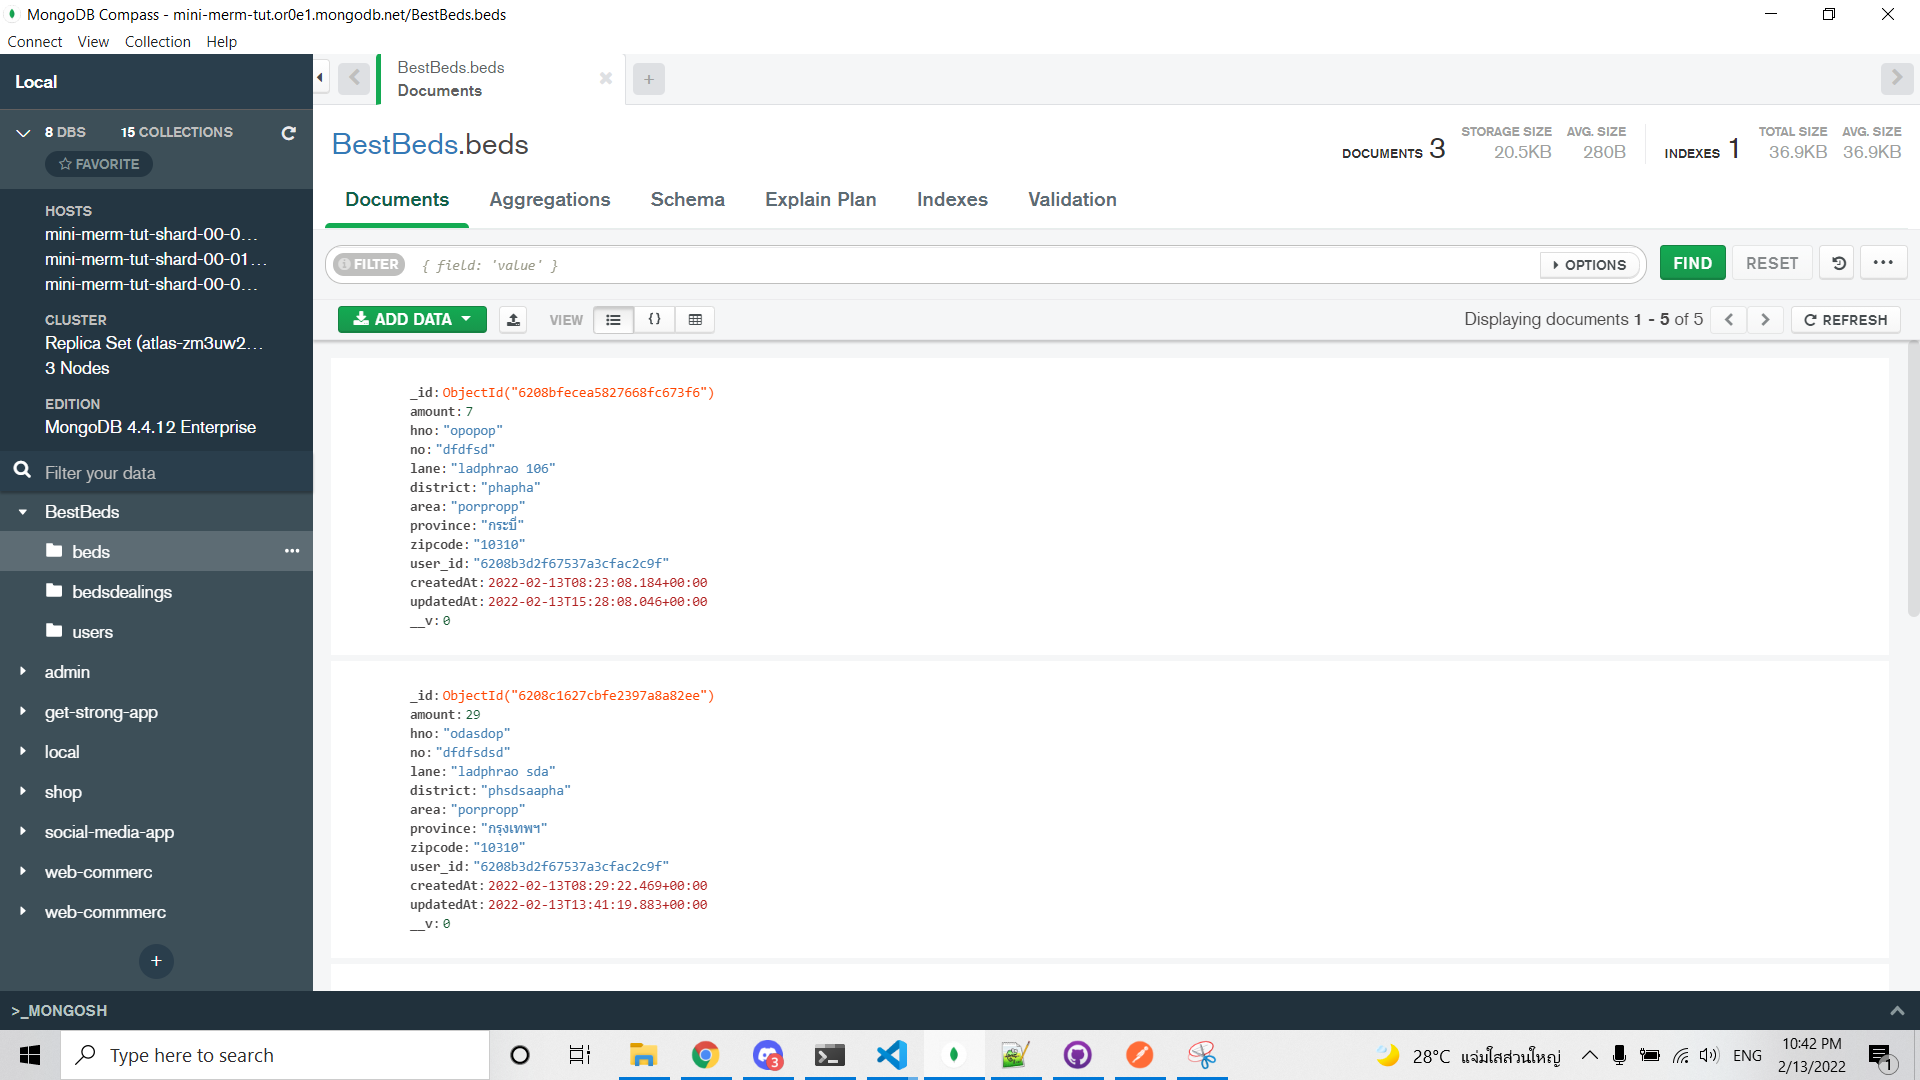 MongoDB Compass - mini-merm-tut.or0e1.mongodb.net/BestBeds.beds
Connect View Collection Help
Local
8 DBS 15 COLLECTIONS
FAVORITE
HOSTS
mini-merm-tut-shard-00-0...
mini-merm-tut-shard-00-01...
mini-merm-tut-shard-00-0...
CLUSTER
Replica Set (atlas-zm3uw2...
3 Nodes
EDITION
MongoDB 4.4.12 Enterprise
Filter your data
BestBeds
beds
bedsdealings
users
admin
get-strong-app
local
shop
social-media-app
web-commerc
web-commmerc
+
BestBeds.beds
Documents
+
BestBeds.beds
DOCUMENTS 3 STORAGE SIZE 20.5KB AVG. SIZE 280B INDEXES 1 TOTAL SIZE 36.9KB AVG. SIZE 36.9KB
Documents Aggregations Schema Explain Plan Indexes Validation
FILTER { field: 'value' } OPTIONS FIND RESET ...
ADD DATA VIEW {} Displaying documents 1 - 5 of 5 REFRESH
_id: ObjectId("6208bfecea5827668fc673f6")
amount: 7
hno: "opopop"
no: "dfdfsd"
lane: "ladphrao 106"
district: "phapha"
area: "porpropp"
province: "กระบี่"
zipcode: "10310"
user_id: "6208b3d2f67537a3cfac2c9f"
createdAt: 2022-02-13T08:23:08.184+00:00
updatedAt: 2022-02-13T15:28:08.046+00:00
__v: 0
_id: ObjectId("6208c1627cbfe2397a8a82ee")
amount: 29
hno: "odasdop"
no: "dfdfsdsd"
lane: "ladphrao sda"
district: "phsdsaapha"
area: "porpropp"
province: "กรุงเทพฯ"
zipcode: "10310"
user_id: "6208b3d2f67537a3cfac2c9f"
createdAt: 2022-02-13T08:29:22.469+00:00
updatedAt: 2022-02-13T13:41:19.883+00:00
__v: 0
>_MONGOSH
Type here to search
3
28°C แจ่มใสส่วนใหญ่
ENG
10:42 PM
2/13/2022
1